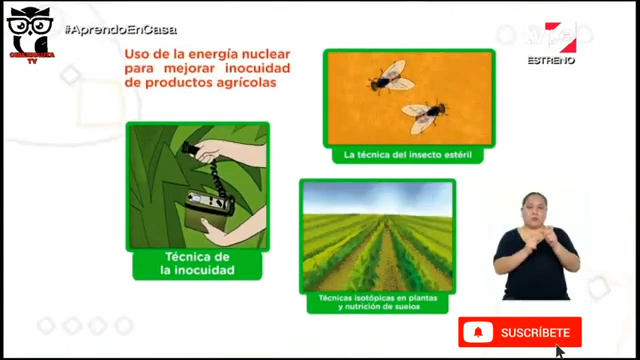 #AprendoEnCasa
TV
ESTRENO
Uso de la energía nuclear
para mejorar inocuidad
de productos agrícolas
La técnica del insecto estéril
Técnica de
la inocuidad
Técnicas isotópicas en plantas
y nutrición de suelos
SUSCRÍBETE